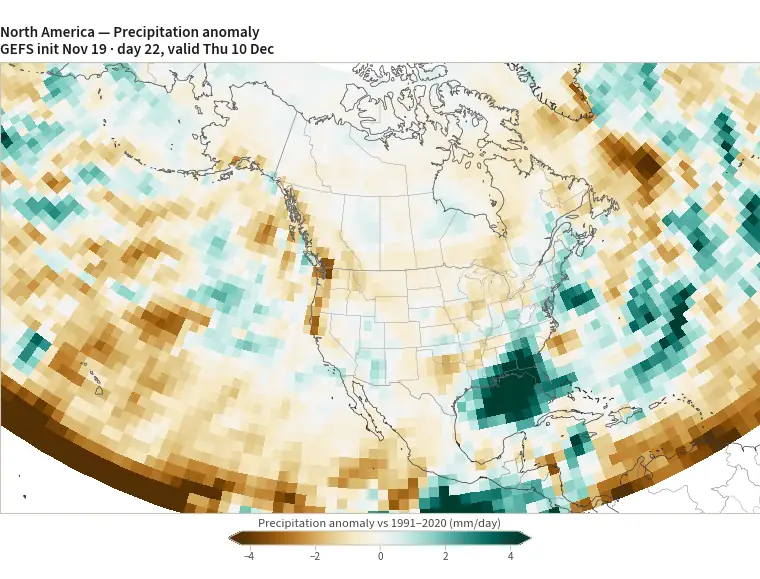 North America — Precipitation anomaly
GEFS init Nov 19 · day 22, valid Thu 10 Dec
Precipitation anomaly vs 1991–2020 (mm/day)
−4 −2 0 2 4